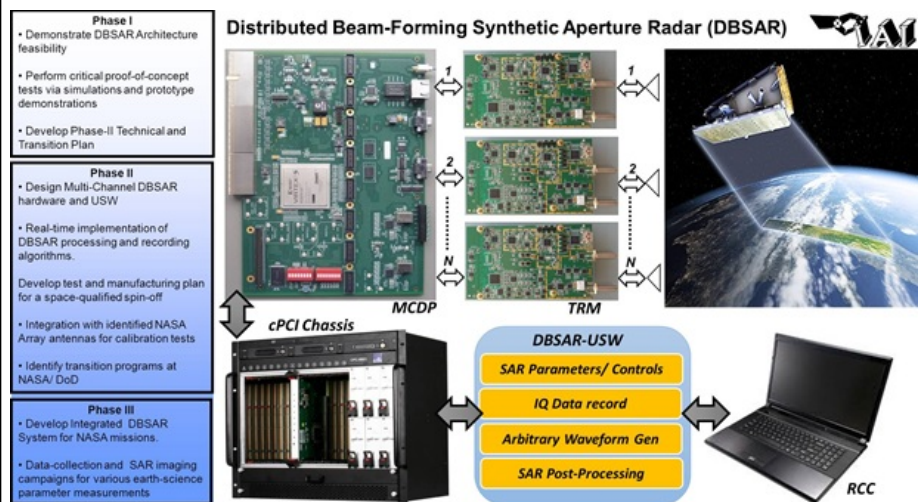 Distributed Beam-Forming Synthetic Aperture Radar (DBSAR)
IAI
Phase I
• Demonstrate DBSAR Architecture
feasibility
• Perform critical proof-of-concept
tests via simulations and prototype
demonstrations
• Develop Phase-II Technical and
Transition Plan
Phase II
• Design Multi-Channel DBSAR
hardware and USW
• Real-time implementation of
DBSAR processing and recording
algorithms.
Develop test and manufacturing plan
for a space-qualified spin-off
• Integration with identified NASA
Array antennas for calibration tests
• Identify transition programs at
NASA/ DoD
Phase III
• Develop Integrated DBSAR
System for NASA missions.
• Data-collection and SAR imaging
campaigns for various earth-science
parameter measurements
1
1
2
2
N
N
MCDP
TRM
cPCI Chassis
DBSAR-USW
SAR Parameters/ Controls
IQ Data record
Arbitrary Waveform Gen
SAR Post-Processing
RCC